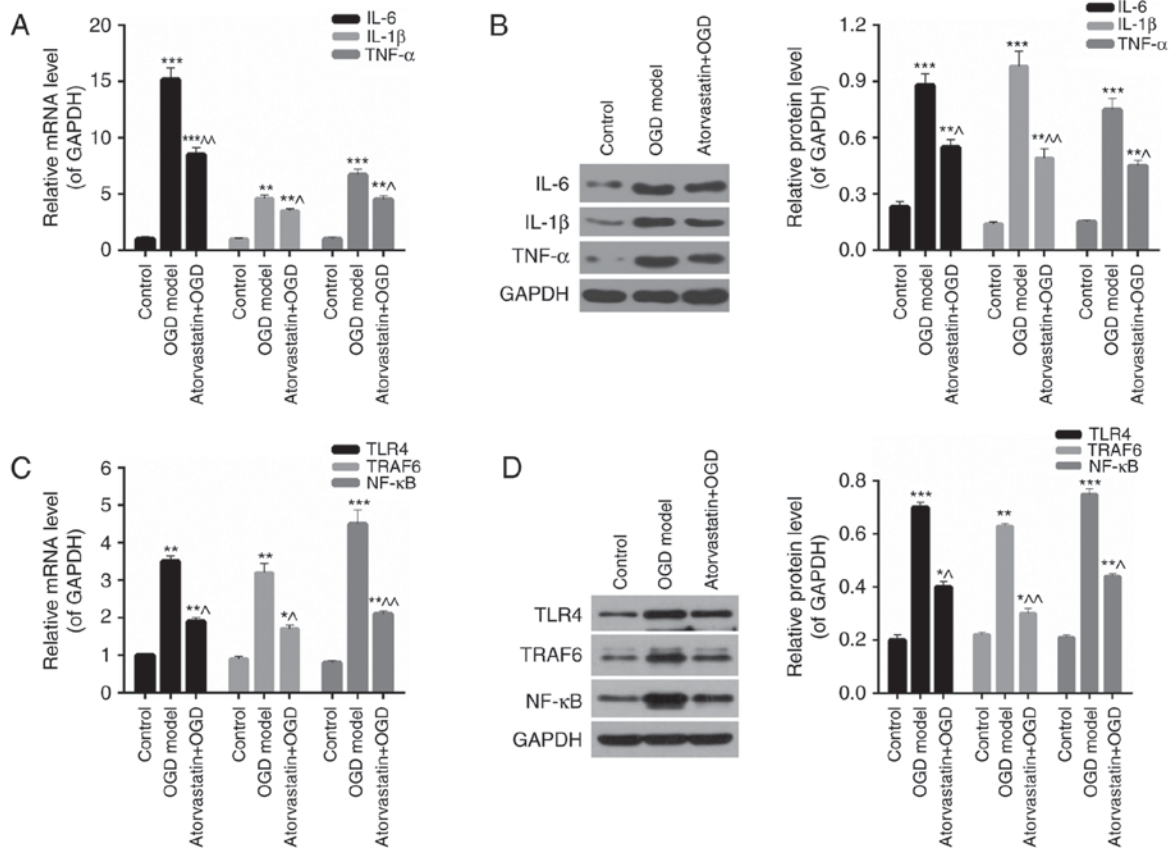 A
IL-6
IL-1β
TNF-α
Relative mRNA level
(of GAPDH)
20
15
10
5
0
***
***^^
**
**^
***
**^
Control
OGD model
Atorvastatin+OGD
Control
OGD model
Atorvastatin+OGD
Control
OGD model
Atorvastatin+OGD
B
Control
OGD model
Atorvastatin+OGD
IL-6
IL-1β
TNF-α
GAPDH
IL-6
IL-1β
TNF-α
Relative protein level
(of GAPDH)
1.2
0.9
0.6
0.3
0.0
***
**^
***
**^^
***
**^
Control
OGD model
Atorvastatin+OGD
Control
OGD model
Atorvastatin+OGD
Control
OGD model
Atorvastatin+OGD
C
TLR4
TRAF6
NF-κB
Relative mRNA level
(of GAPDH)
6
5
4
3
2
1
0
**
**^
**
*^
***
**^^
Control
OGD model
Atorvastatin+OGD
Control
OGD model
Atorvastatin+OGD
Control
OGD model
Atorvastatin+OGD
D
Control
OGD model
Atorvastatin+OGD
TLR4
TRAF6
NF-κB
GAPDH
TLR4
TRAF6
NF-κB
Relative protein level
(of GAPDH)
0.8
0.6
0.4
0.2
0.0
***
*^
**
*^^
***
**^
Control
OGD model
Atorvastatin+OGD
Control
OGD model
Atorvastatin+OGD
Control
OGD model
Atorvastatin+OGD